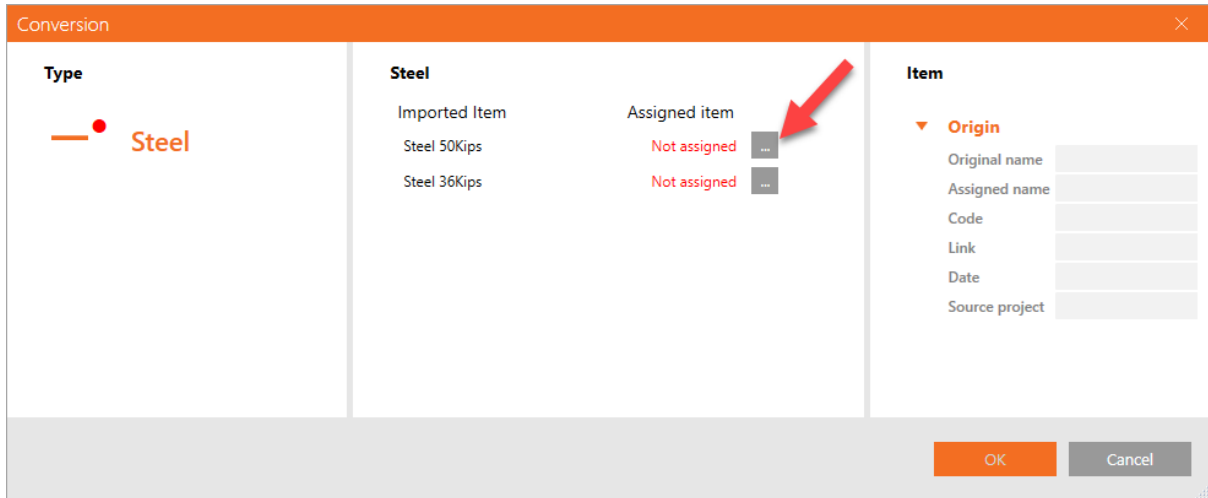 Conversion
Type
Steel
Steel
Imported Item Assigned item
Steel 50Kips Not assigned ...
Steel 36Kips Not assigned ...
Item
Origin
Original name
Assigned name
Code
Link
Date
Source project
OK Cancel